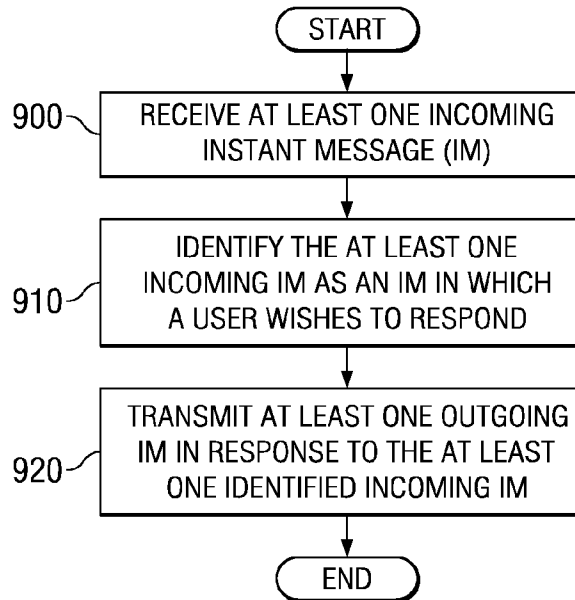 START
900
RECEIVE AT LEAST ONE INCOMING
INSTANT MESSAGE (IM)
910
IDENTIFY THE AT LEAST ONE
INCOMING IM AS AN IM IN WHICH
A USER WISHES TO RESPOND
920
TRANSMIT AT LEAST ONE OUTGOING
IM IN RESPONSE TO THE AT LEAST
ONE IDENTIFIED INCOMING IM
END